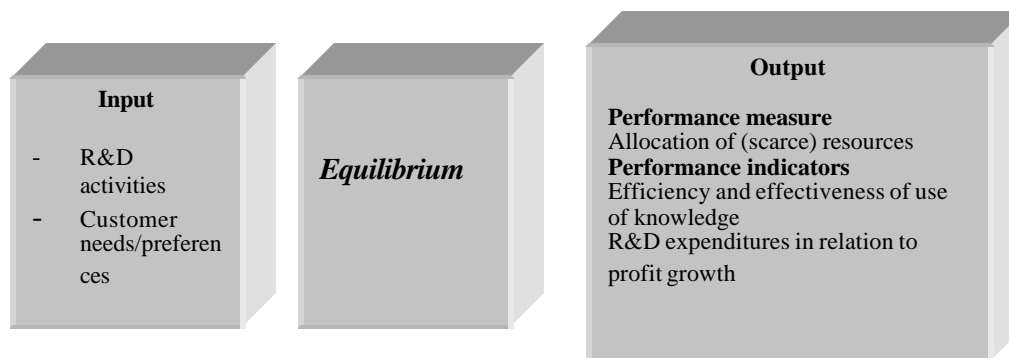 Input
- R&D
activities
- Customer
needs/preferen
ces
Equilibrium
Output
Performance measure
Allocation of (scarce) resources
Performance indicators
Efficiency and effectiveness of use
of knowledge
R&D expenditures in relation to
profit growth